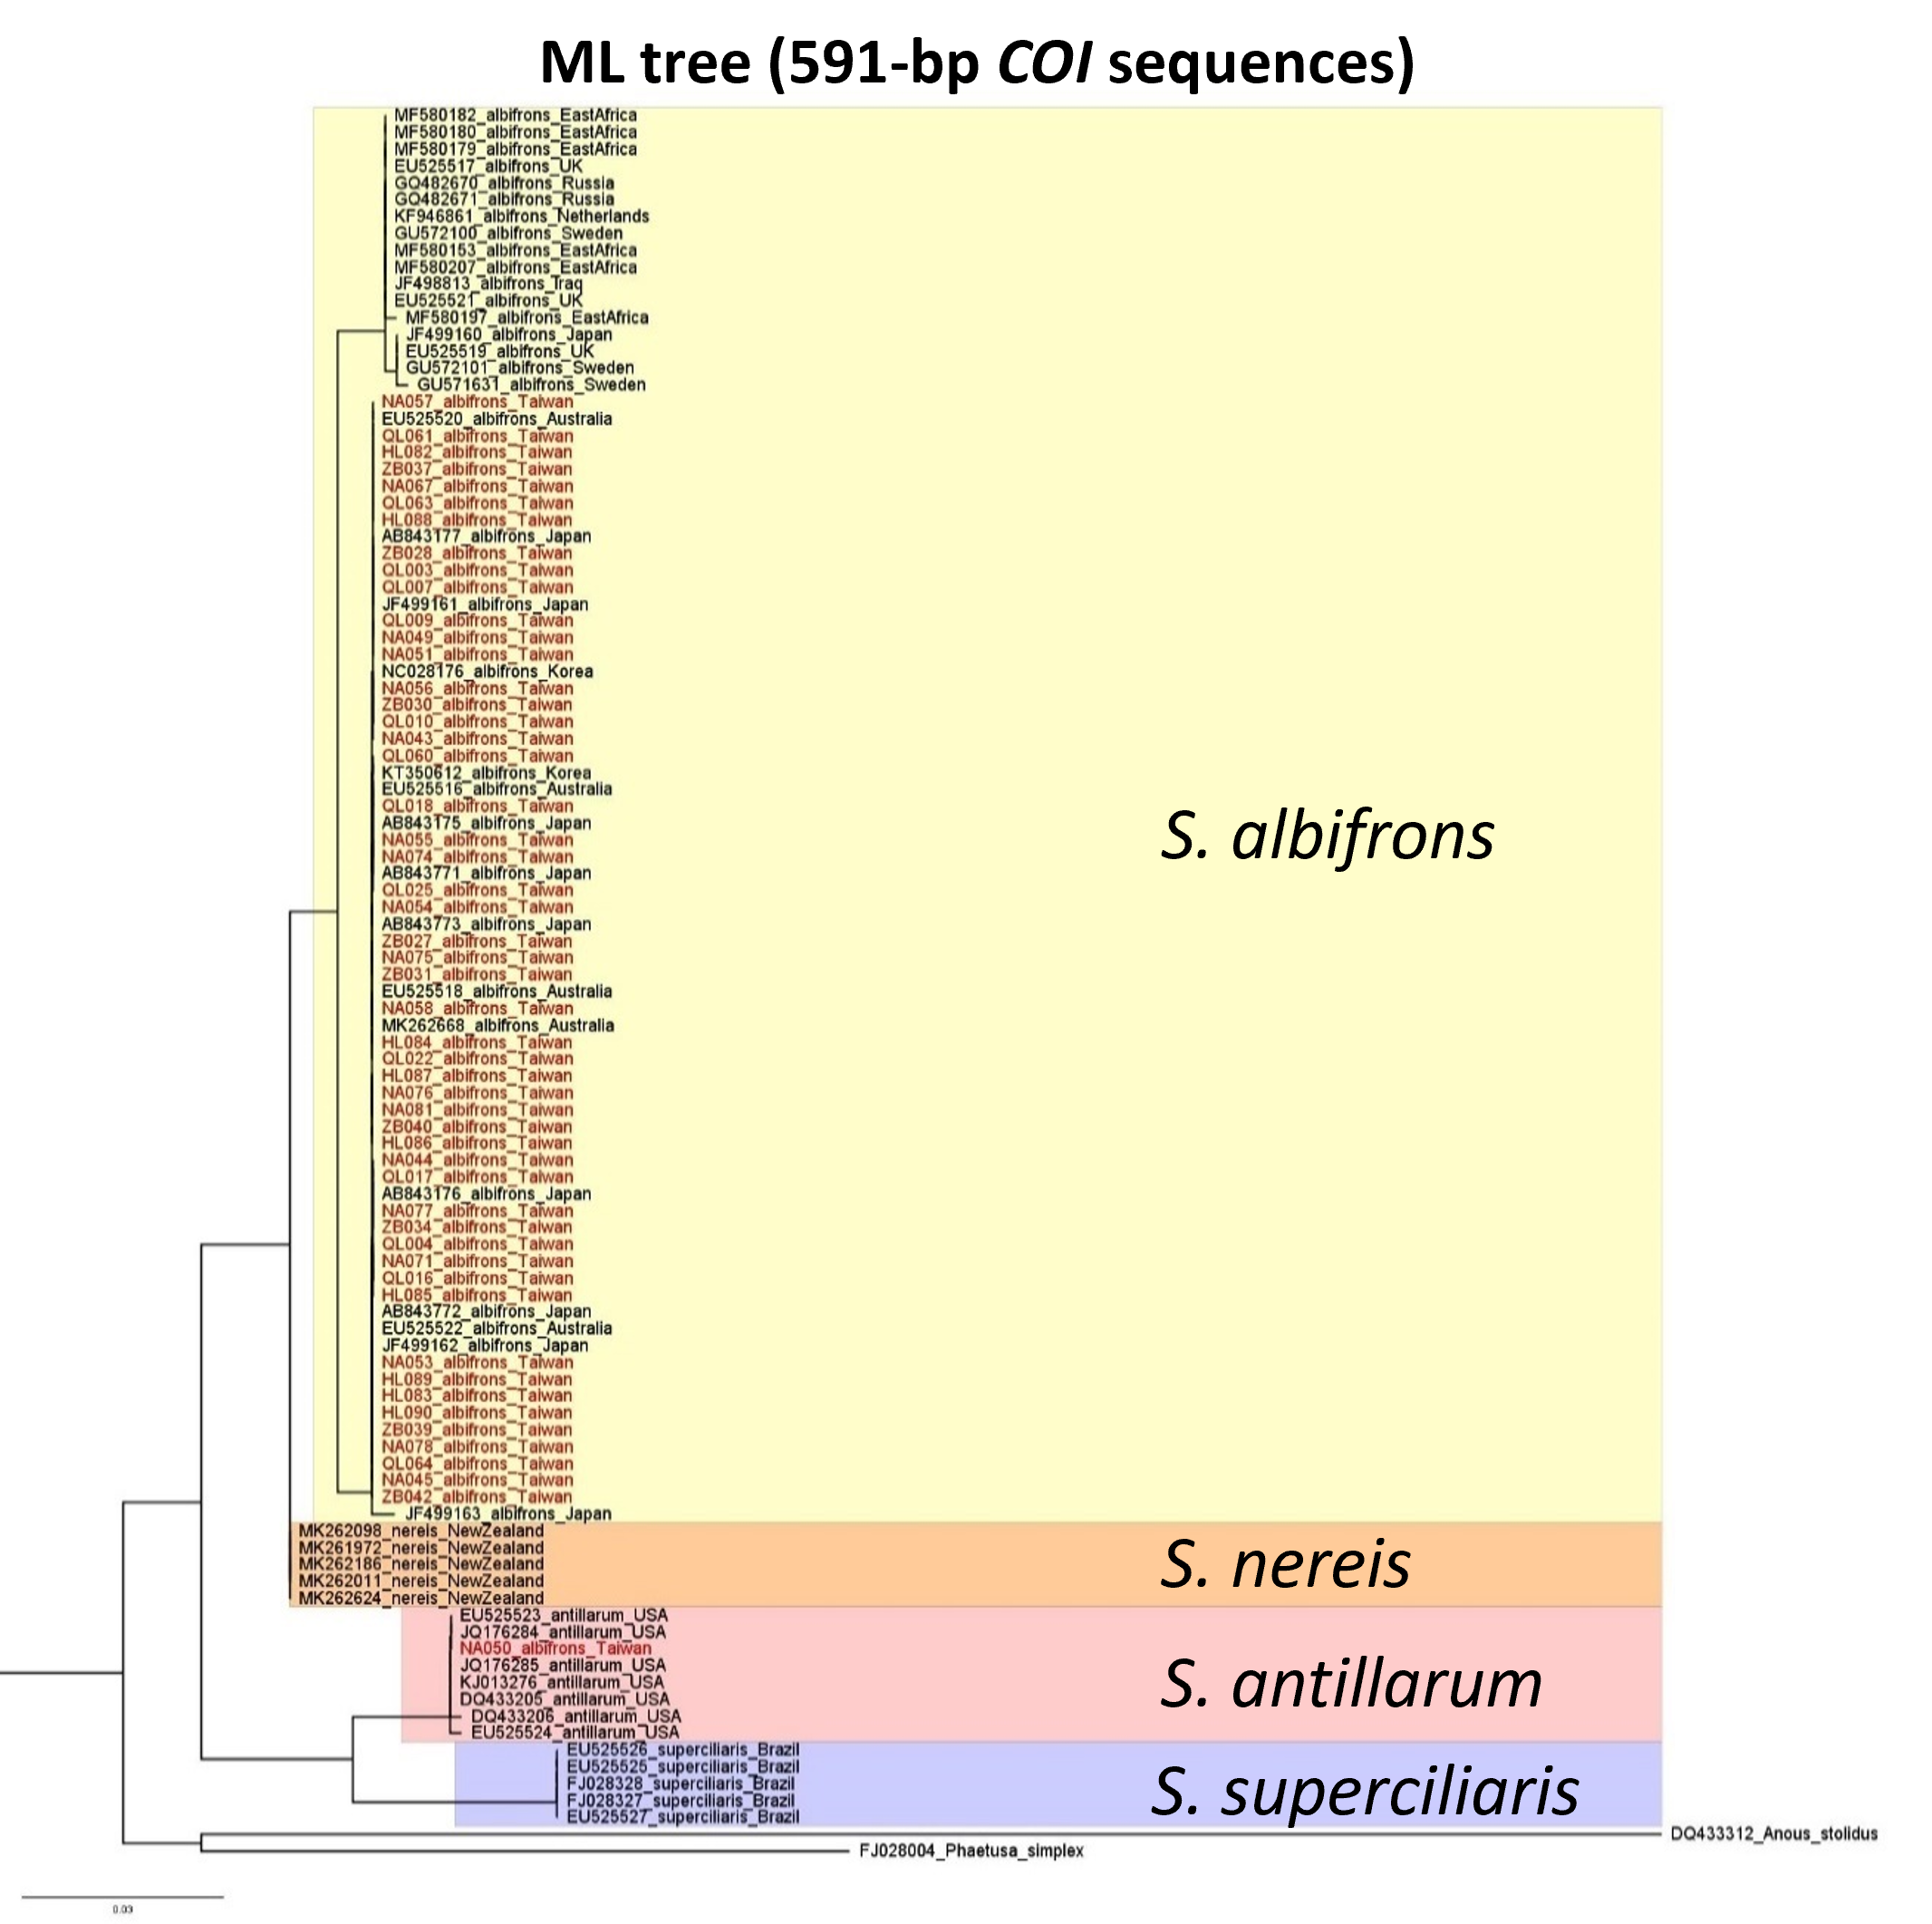 ML tree (591-bp COI sequences)
MF580182_albifrons_EastAfrica
MF580180_albifrons_EastAfrica
MF580179_albifrons_EastAfrica
EU525517_albifrons_UK
GQ482670_albifrons_Russia
GQ482671_albifrons_Russia
KF946861_albifrons_Netherlands
GU572100_albifrons_Sweden
MF580153_albifrons_EastAfrica
MF580207_albifrons_EastAfrica
JF498813_albifrons_Iraq
EU525521_albifrons_UK
MF580197_albifrons_EastAfrica
JF499160_albifrons_Japan
EU525519_albifrons_UK
GU572101_albifrons_Sweden
GU571631_albifrons_Sweden
NA057_albifrons_Taiwan
EU525520_albifrons_Australia
QL061_albifrons_Taiwan
HL082_albifrons_Taiwan
ZB037_albifrons_Taiwan
NA067_albifrons_Taiwan
QL063_albifrons_Taiwan
HL088_albifrons_Taiwan
AB843177_albifrons_Japan
ZB028_albifrons_Taiwan
QL003_albifrons_Taiwan
QL007_albifrons_Taiwan
JF499161_albifrons_Japan
QL009_albifrons_Taiwan
NA049_albifrons_Taiwan
NA051_albifrons_Taiwan
NC028176_albifrons_Korea
NA056_albifrons_Taiwan
ZB030_albifrons_Taiwan
QL010_albifrons_Taiwan
NA043_albifrons_Taiwan
QL060_albifrons_Taiwan
KT350612_albifrons_Korea
EU525516_albifrons_Australia
QL018_albifrons_Taiwan
AB843175_albifrons_Japan
S. albifrons
NA055_albifrons_Taiwan
NA074_albifrons_Taiwan
AB843771_albifrons_Japan
QL025_albifrons_Taiwan
NA054_albifrons_Taiwan
AB843773_albifrons_Japan
ZB027_albifrons_Taiwan
NA075_albifrons_Taiwan
ZB031_albifrons_Taiwan
EU525518_albifrons_Australia
NA058_albifrons_Taiwan
MK262668_albifrons_Australia
HL084_albifrons_Taiwan
QL022_albifrons_Taiwan
HL087_albifrons_Taiwan
NA076_albifrons_Taiwan
NA081_albifrons_Taiwan
ZB040_albifrons_Taiwan
HL086_albifrons_Taiwan
NA044_albifrons_Taiwan
QL017_albifrons_Taiwan
AB843176_albifrons_Japan
NA077_albifrons_Taiwan
ZB034_albifrons_Taiwan
QL004_albifrons_Taiwan
NA071_albifrons_Taiwan
QL016_albifrons_Taiwan
HL085_albifrons_Taiwan
AB843772_albifrons_Japan
EU525522_albifrons_Australia
JF499162_albifrons_Japan
NA053_albifrons_Taiwan
HL089_albifrons_Taiwan
HL083_albifrons_Taiwan
HL090_albifrons_Taiwan
ZB039_albifrons_Taiwan
NA078_albifrons_Taiwan
QL064_albifrons_Taiwan
NA045_albifrons_Taiwan
ZB042_albifrons_Taiwan
JF499163_albifrons_Japan
MK262098_nereis_NewZealand
MK261972_nereis_NewZealand
MK262186_nereis_NewZealand
MK262011_nereis_NewZealand
MK262624_nereis_NewZealand
S. nereis
EU525523_antillarum_USA
JQ176284_antillarum_USA
NA050_albifrons_Taiwan
JQ176285_antillarum_USA
KJ013276_antillarum_USA
DQ433205_antillarum_USA
DQ433206_antillarum_USA
EU525524_antillarum_USA
S. antillarum
EU525526_superciliaris_Brazil
EU525525_superciliaris_Brazil
FJ028328_superciliaris_Brazil
FJ028327_superciliaris_Brazil
EU525527_superciliaris_Brazil
S. superciliaris
DQ433312_Anous_stolidus
FJ028004_Phaetusa_simplex
0.03